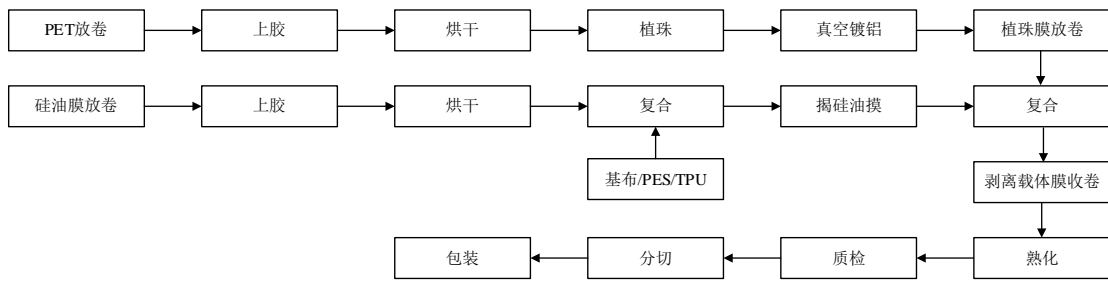 PET放卷
上胶
烘干
植珠
真空镀铝
植珠膜放卷
硅油膜放卷
上胶
烘干
复合
揭硅油摸
复合
基布/PES/TPU
剥离载体膜收卷
包装
分切
质检
熟化